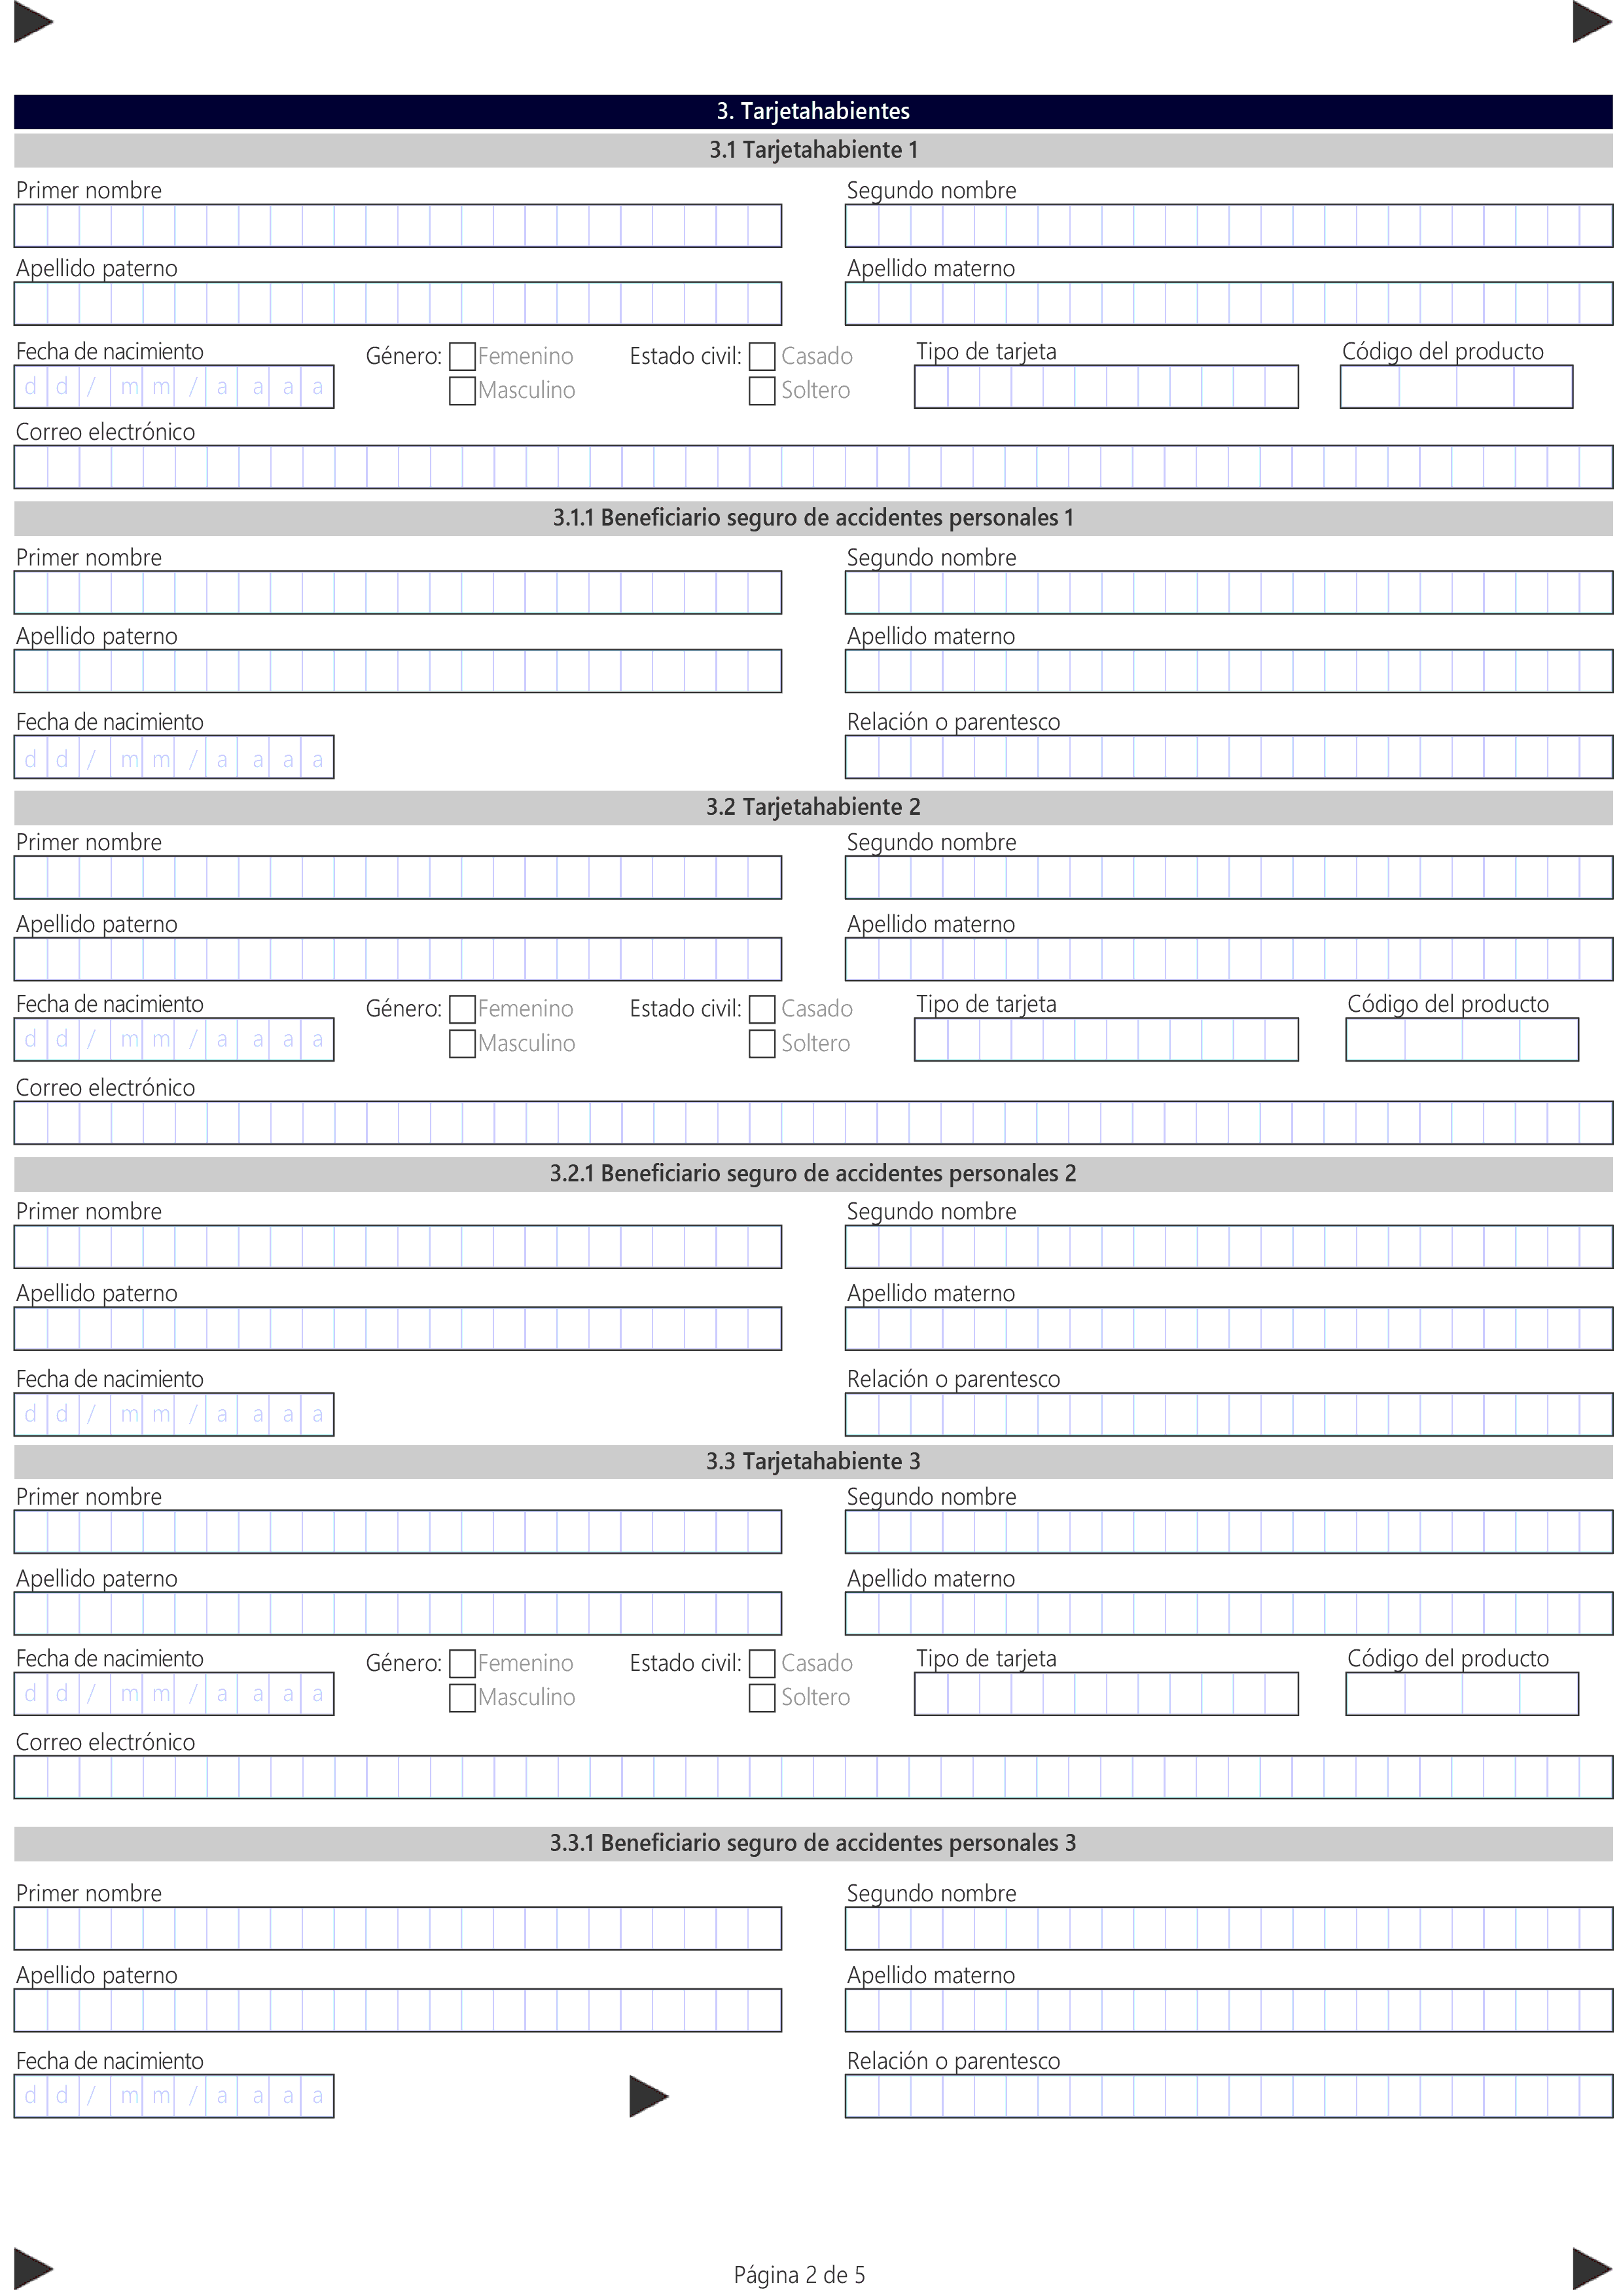 3. Tarjetahabientes
3.1 Tarjetahabiente 1
Primer nombre Segundo nombre
Apellido paterno Apellido materno
Fecha de nacimiento Género: Femenino Estado civil: Casado Tipo de tarjeta Código del producto
d d / m m / a a a a Masculino Soltero
Correo electrónico
3.1.1 Beneficiario seguro de accidentes personales 1
Primer nombre Segundo nombre
Apellido paterno Apellido materno
Fecha de nacimiento Relación o parentesco
d d / m m / a a a a
3.2 Tarjetahabiente 2
Primer nombre Segundo nombre
Apellido paterno Apellido materno
Fecha de nacimiento Género: Femenino Estado civil: Casado Tipo de tarjeta Código del producto
d d / m m / a a a a Masculino Soltero
Correo electrónico
3.2.1 Beneficiario seguro de accidentes personales 2
Primer nombre Segundo nombre
Apellido paterno Apellido materno
Fecha de nacimiento Relación o parentesco
d d / m m / a a a a
3.3 Tarjetahabiente 3
Primer nombre Segundo nombre
Apellido paterno Apellido materno
Fecha de nacimiento Género: Femenino Estado civil: Casado Tipo de tarjeta Código del producto
d d / m m / a a a a Masculino Soltero
Correo electrónico
3.3.1 Beneficiario seguro de accidentes personales 3
Primer nombre Segundo nombre
Apellido paterno Apellido materno
Fecha de nacimiento Relación o parentesco
d d / m m / a a a a
Página 2 de 5